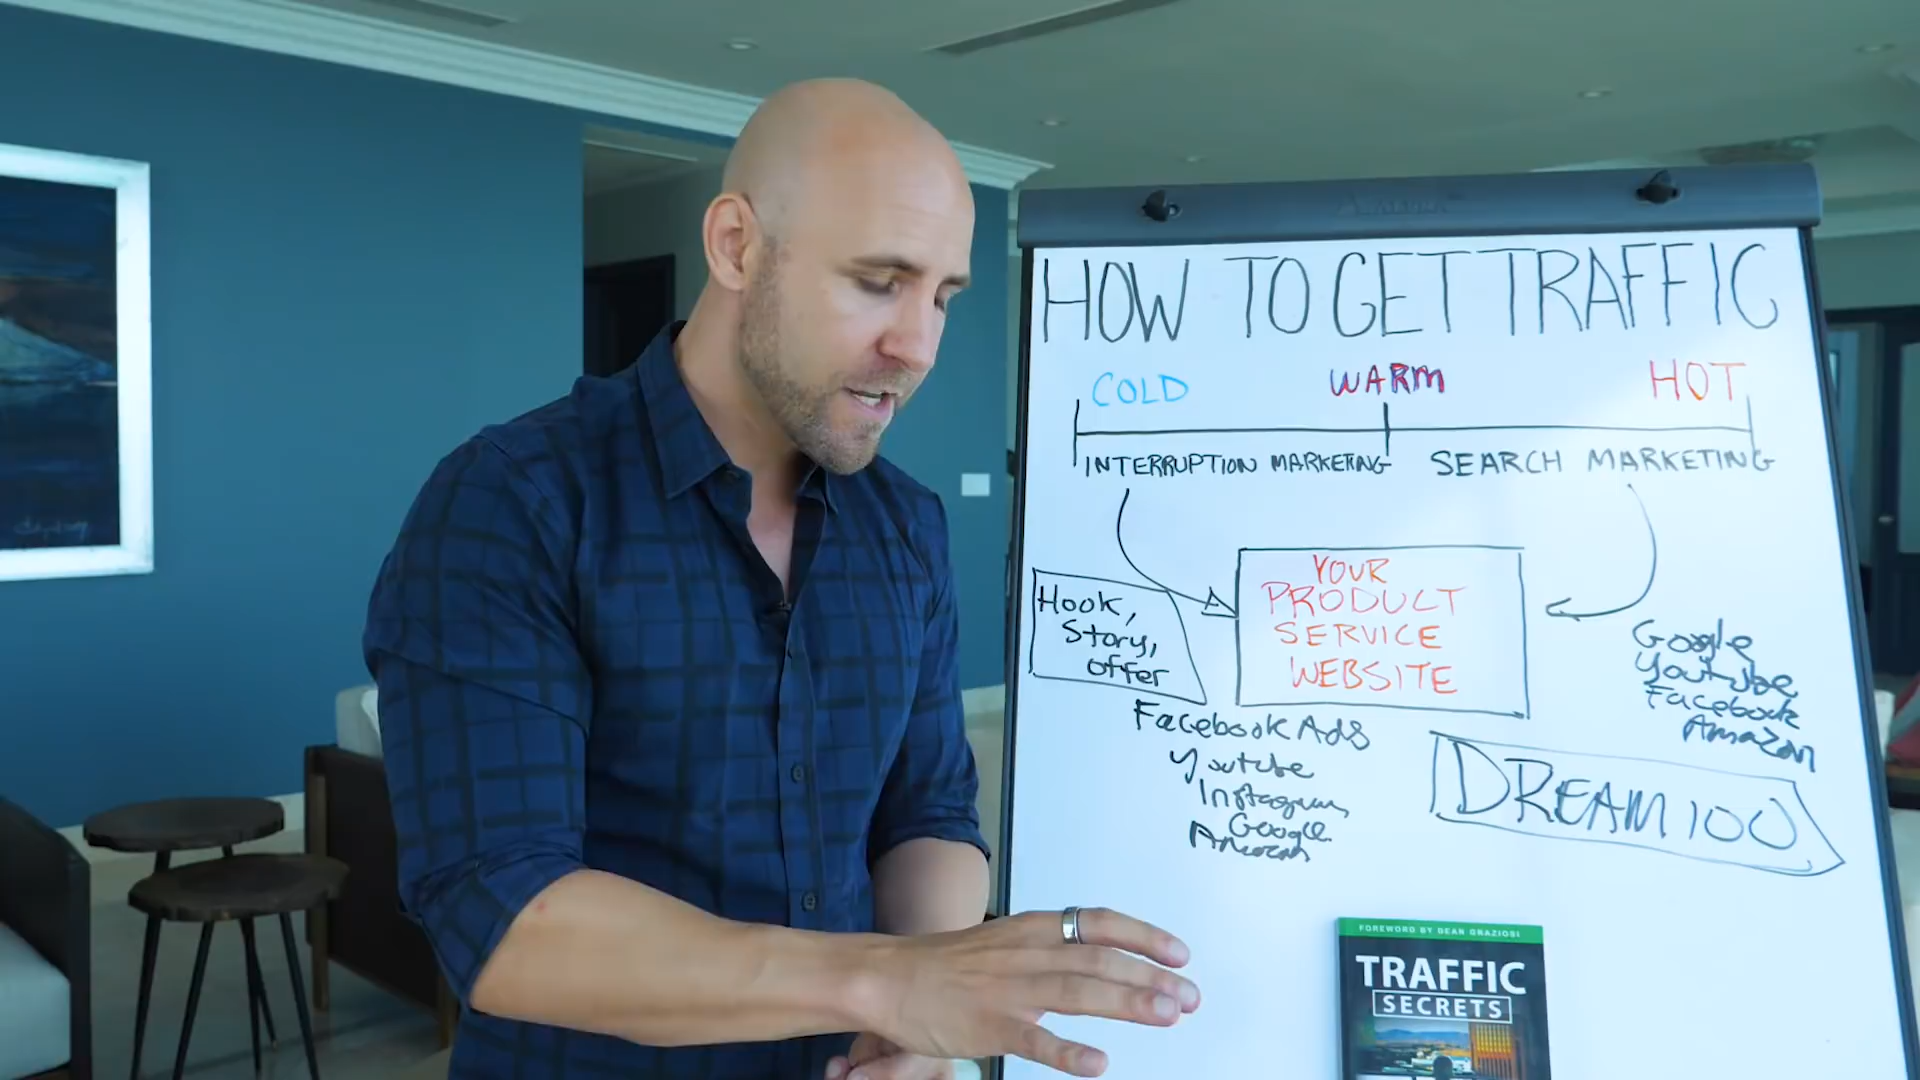 HOW TO GET TRAFFIC
COLD WARM HOT
INTERRUPTION MARKETING SEARCH MARKETING
Hook,
Story,
offer
YOUR
PRODUCT
SERVICE
WEBSITE
Google
Youtube
Facebook
Amazon
Facebook Ads
Youtube
Instagram
Google
Amazon
DREAM 100
FOREWORD BY DEAN GRAZIOSI
TRAFFIC
SECRETS